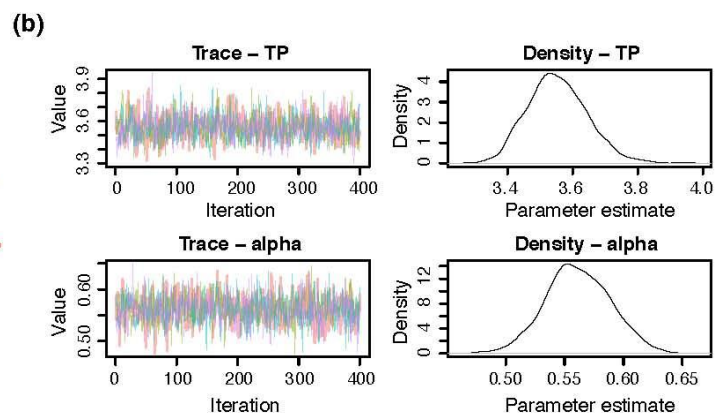 (b)
Trace – TP
Value
3.3 3.6 3.9
0 100 200 300 400
Iteration
Density – TP
Density
0 1 2 3 4
3.4 3.6 3.8 4.0
Parameter estimate
Trace – alpha
Value
0.50 0.60
0 100 200 300 400
Iteration
Density – alpha
Density
0 4 8 12
0.50 0.55 0.60 0.65
Parameter estimate